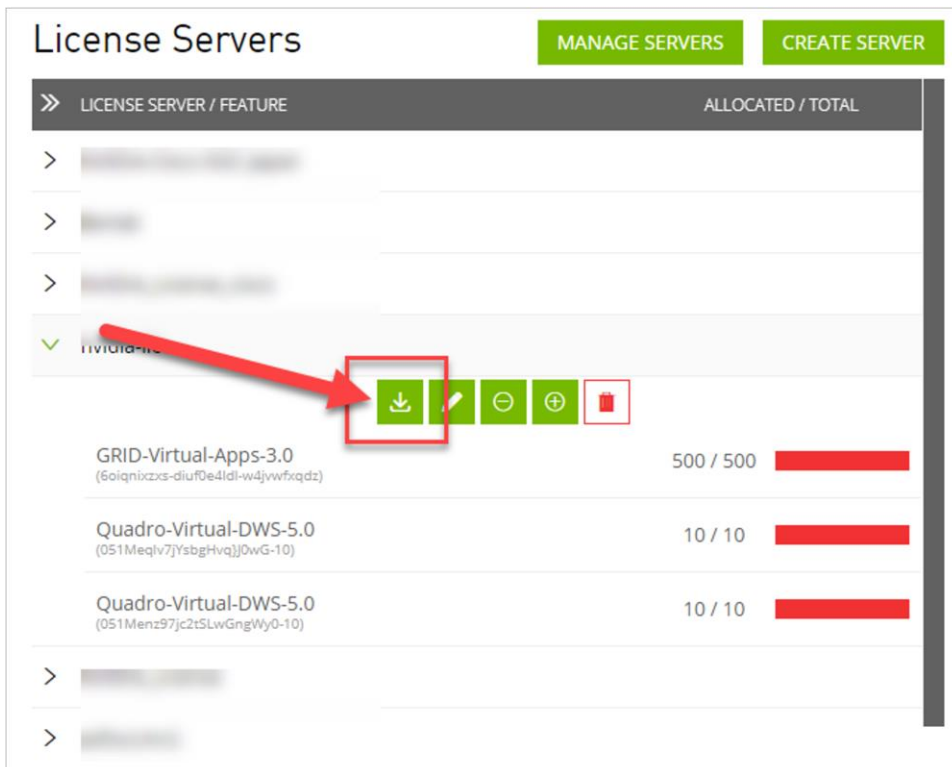 License Servers
MANAGE SERVERS
CREATE SERVER
LICENSE SERVER / FEATURE
ALLOCATED / TOTAL
GRID-Virtual-Apps-3.0
500 / 500
(6oiqnixzxs-diuf0e4ldl-w4jvwfxqdz)
Quadro-Virtual-DWS-5.0
10 / 10
(051MeqIv7jYsbgHvq}J0wG-10)
Quadro-Virtual-DWS-5.0
10 / 10
(051Menz97jc2tSLwGngWy0-10)